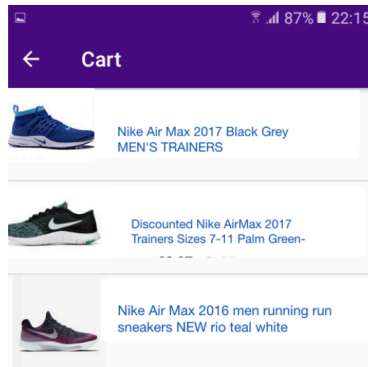 87% 22:15
Cart
Nike Air Max 2017 Black Grey
MEN'S TRAINERS
Discounted Nike AirMax 2017
Trainers Sizes 7-11 Palm Green-
Nike Air Max 2016 men running run
sneakers NEW rio teal white